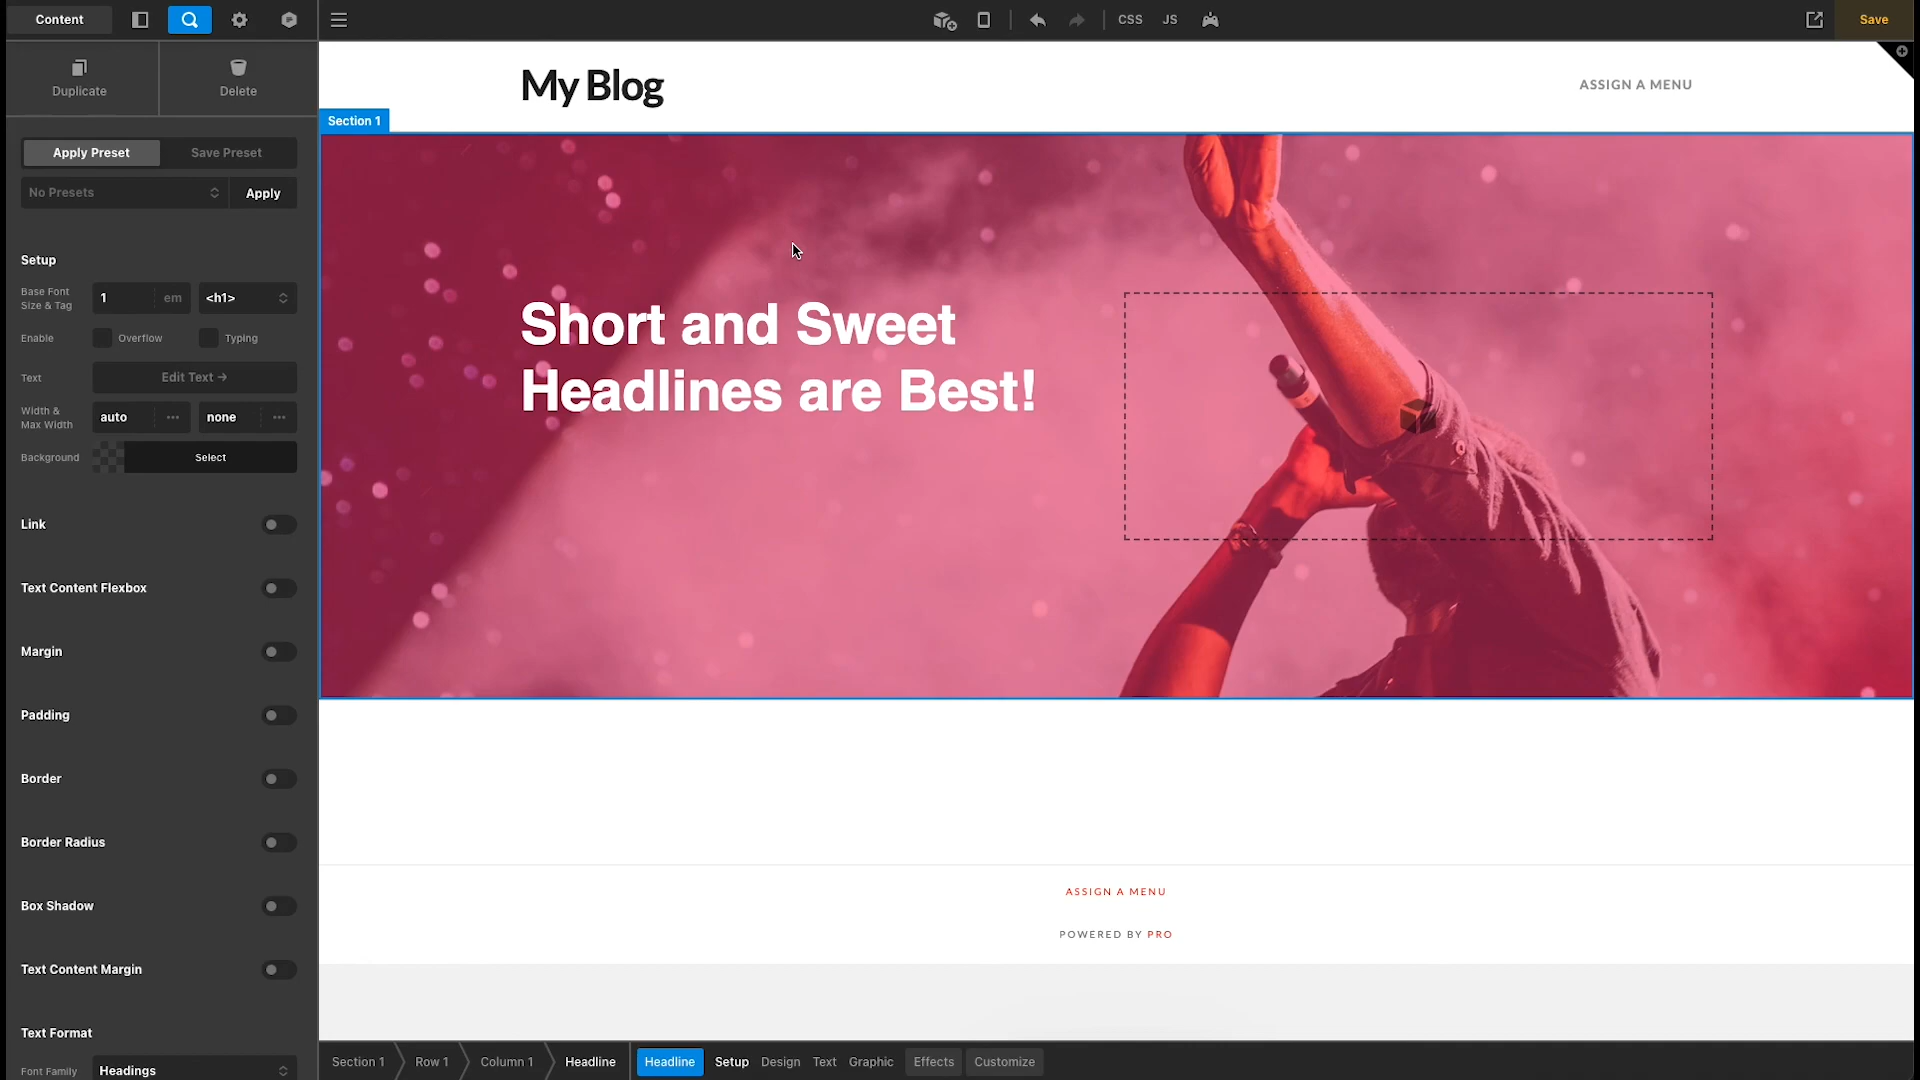 Content
CSS JS
Save
Duplicate Delete
My Blog
ASSIGN A MENU
Section 1
Apply Preset Save Preset
No Presets Apply
Setup
Base Font
Size & Tag
1 em <h1>
Enable Overflow Typing
Short and Sweet
Headlines are Best!
Text Edit Text →
Width &
Max Width
auto ••• none •••
Background Select
Link
Text Content Flexbox
Margin
Padding
Border
Border Radius
Box Shadow
Text Content Margin
Text Format
Font Family Headings
ASSIGN A MENU
POWERED BY PRO
Section 1 Row 1 Column 1 Headline Headline Setup Design Text Graphic Effects Customize